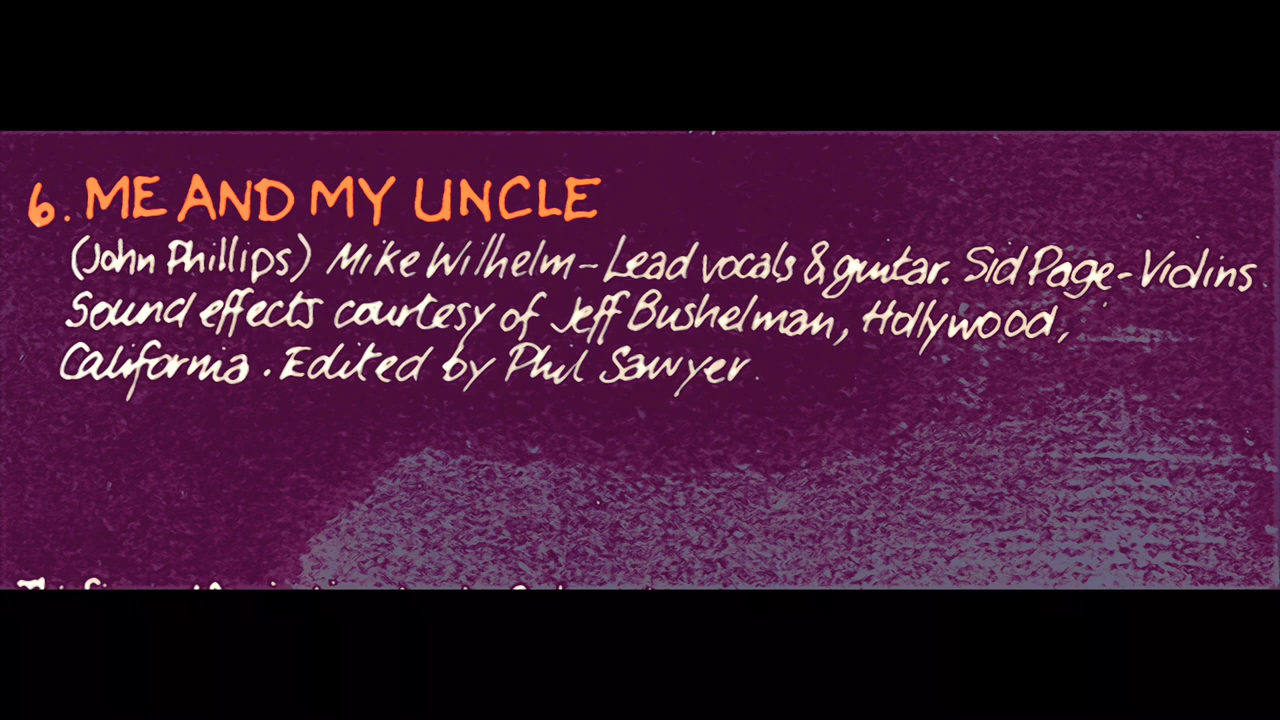 6. ME AND MY UNCLE
(John Phillips) Mike Wilhelm - Lead vocals & guitar. Sid Page - Violins
Sound effects courtesy of Jeff Bushelman, Hollywood,
California. Edited by Phil Sawyer.